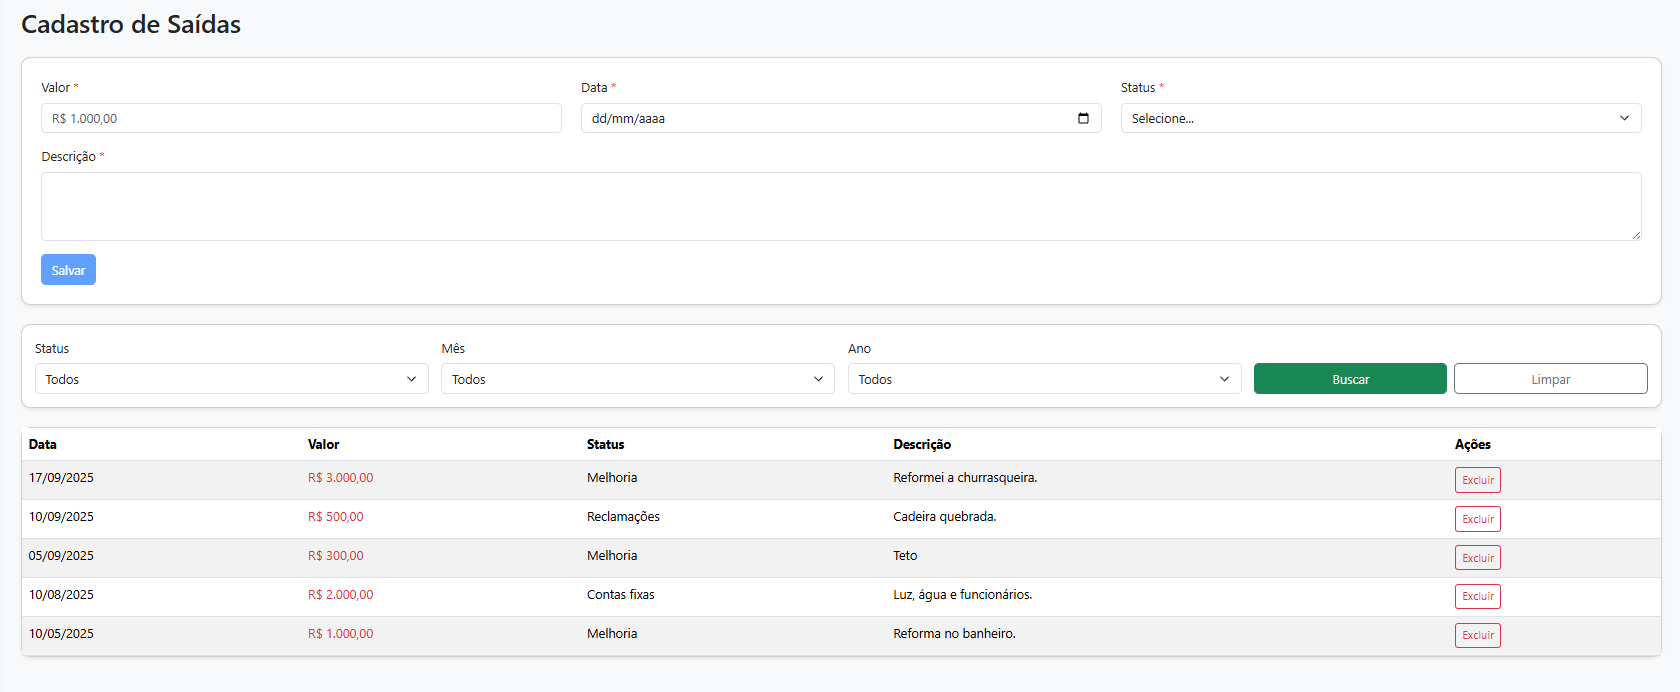 Cadastro de Saídas
Valor * Data * Status *
R$ 1.000,00 dd/mm/aaaa Selecione...
Descrição *
Salvar
Status Mês Ano
Todos Todos Todos Buscar Limpar
Data Valor Status Descrição Ações
17/09/2025 R$ 3.000,00 Melhoria Reformei a churrasqueira. Excluir
10/09/2025 R$ 500,00 Reclamações Cadeira quebrada. Excluir
05/09/2025 R$ 300,00 Melhoria Teto Excluir
10/08/2025 R$ 2.000,00 Contas fixas Luz, água e funcionários. Excluir
10/05/2025 R$ 1.000,00 Melhoria Reforma no banheiro. Excluir